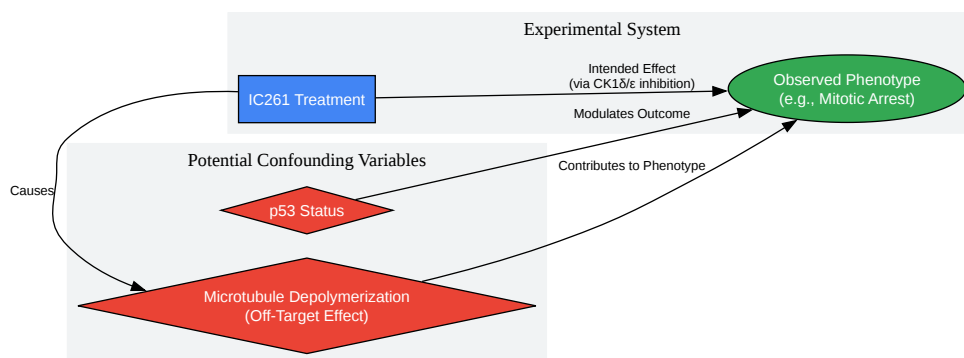 Experimental System
IC261 Treatment
Intended Effect
(via CK1δ/ε inhibition)
Observed Phenotype
(e.g., Mitotic Arrest)
Modulates Outcome
Potential Confounding Variables
Contributes to Phenotype
Causes
p53 Status
Microtubule Depolymerization
(Off-Target Effect)